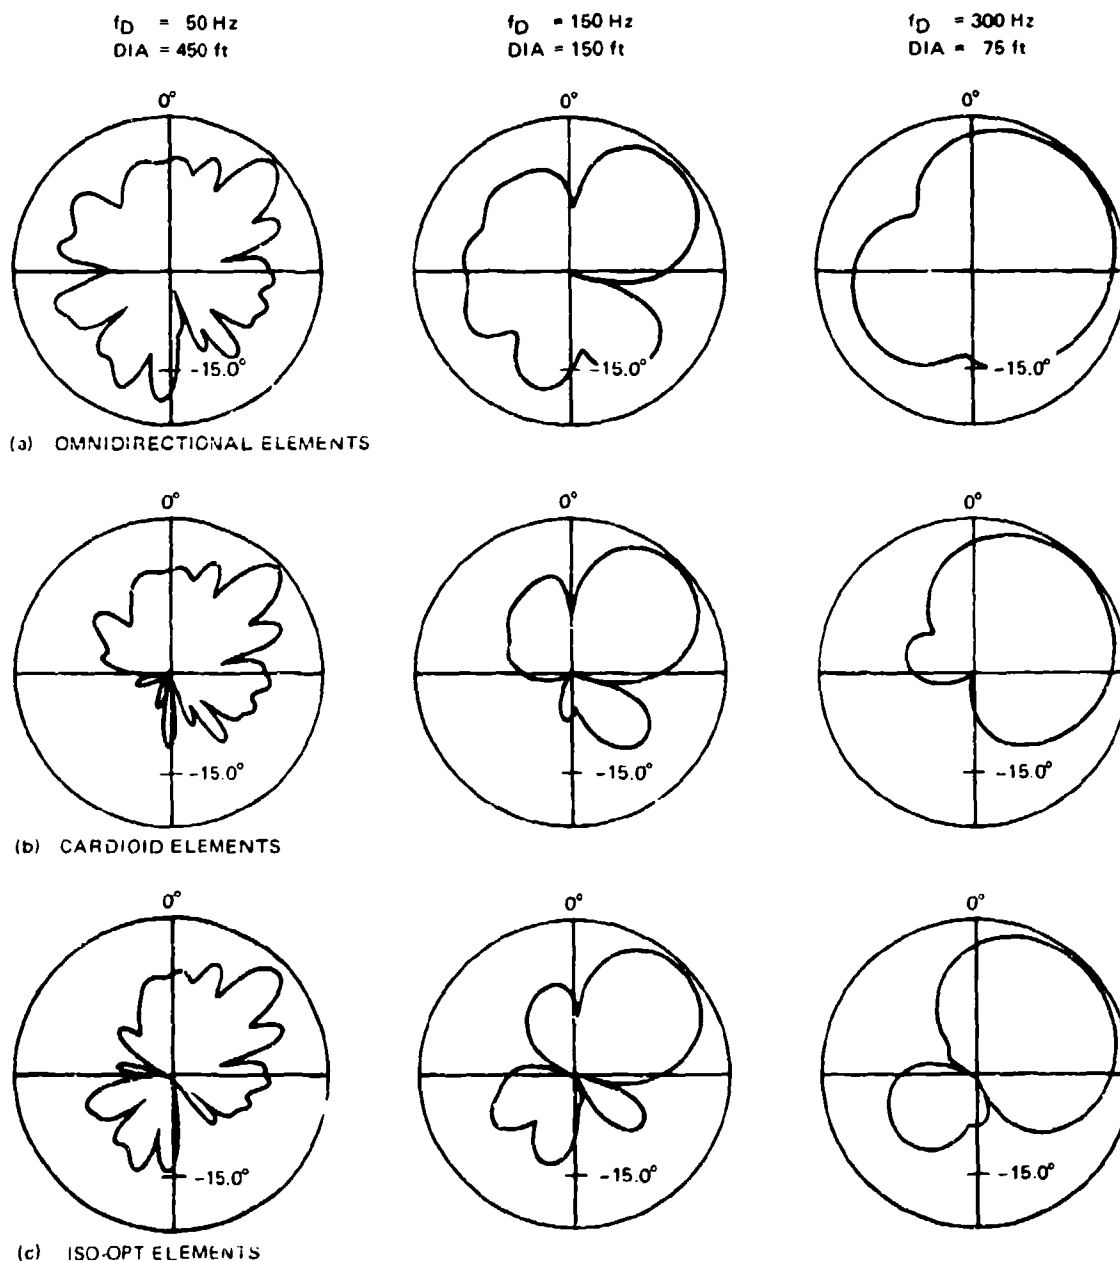 f_D = 50 Hz
DIA = 450 ft
f_D = 150 Hz
DIA = 150 ft
f_D = 300 Hz
DIA = 75 ft
0°
0°
0°
-15.0°
-15.0°
-15.0°
(a) OMNIDIRECTIONAL ELEMENTS
0°
0°
0°
-15.0°
-15.0°
-15.0°
(b) CARDIOID ELEMENTS
0°
0°
0°
-15.0°
-15.0°
-15.0°
(c) ISO-OPT ELEMENTS